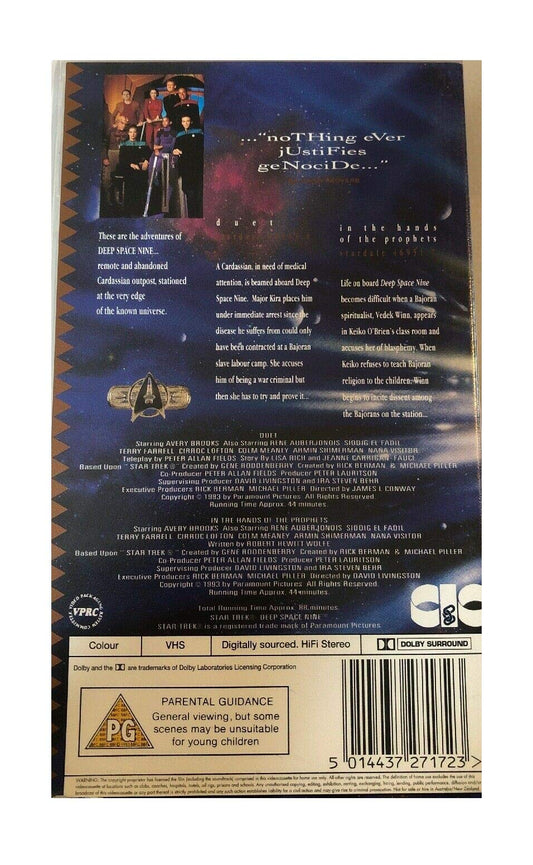 ..."noTHing eVer
jUstiFies
geNociDe..."
duet
in the hands
of the prophets
stardate 46951
These are the adventures of
DEEP SPACE NINE...
remote and abandoned
Cardassian outpost, stationed
at the very edge
of the known universe.
A Cardassian, in need of medical
attention, is beamed aboard Deep
Space Nine. Major Kira places him
under immediate arrest since the
disease he suffers from could only
have been contracted at a Bajoran
slave labour camp. She accuses
him of being a war criminal but
then she has to try and prove it...
Life on board Deep Space Nine
becomes difficult when a Bajoran
spiritualist, Vedek Winn, appears
in Keiko O'Brien's class room and
accuses her of blasphemy. When
Keiko refuses to teach Bajoran
religion to the children, Winn
begins to incite dissent among
the Bajorans on the station...
DUET
Starring AVERY BROOKS Also Starring RENE AUBERJONOIS SIDDIG EL FADIL
TERRY FARRELL CIRROC LOFTON COLM MEANEY ARMIN SHIMERMAN NANA VISITOR
Teleplay by PETER ALLAN FIELDS Story By LISA RICH and JEANNE CARRIGAN-FAUCI
Based Upon "STAR TREK®" Created by GENE RODDENBERRY Created by RICK BERMAN & MICHAEL PILLER
Co-Producer PETER ALLAN FIELDS Producer PETER LAURITSON
Supervising Producer DAVID LIVINGSTON and IRA STEVEN BEHR
Executive Producers RICK BERMAN MICHAEL PILLER Directed by JAMES L CONWAY
Copyright © 1993 by Paramount Pictures. All Rights Reserved.
Running Time Approx. 44 minutes.
IN THE HANDS OF THE PROPHETS
Starring AVERY BROOKS Also Starring RENE AUBERJONOIS SIDDIG EL FADIL
TERRY FARRELL CIRROC LOFTON COLM MEANEY ARMIN SHIMERMAN NANA VISITOR
Written by ROBERT HEWITT WOLFE
Based Upon "STAR TREK®" Created by GENE RODDENBERRY Created by RICK BERMAN & MICHAEL PILLER
Co-Producer PETER ALLAN FIELDS Producer PETER LAURITSON
Supervising Producer DAVID LIVINGSTON and IRA STEVEN BEHR
Executive Producers RICK BERMAN MICHAEL PILLER Directed by DAVID LIVINGSTON
Copyright © 1993 by Paramount Pictures. All Rights Reserved.
Running Time Approx. 44 minutes.
Total Running Time Approx. 88 minutes.
STAR TREK® DEEP SPACE NINE
STAR TREK® is a registered trade mark of Paramount Pictures.
VIDEO PACKAGING REVIEW COMMITTEE
VPRC
CIC
Colour VHS Digitally sourced. HiFi Stereo DOLBY SURROUND
Dolby and the are trademarks of Dolby Laboratories Licensing Corporation
PG
PARENTAL GUIDANCE
General viewing, but some
scenes may be unsuitable
for young children
5 014437 271723 >